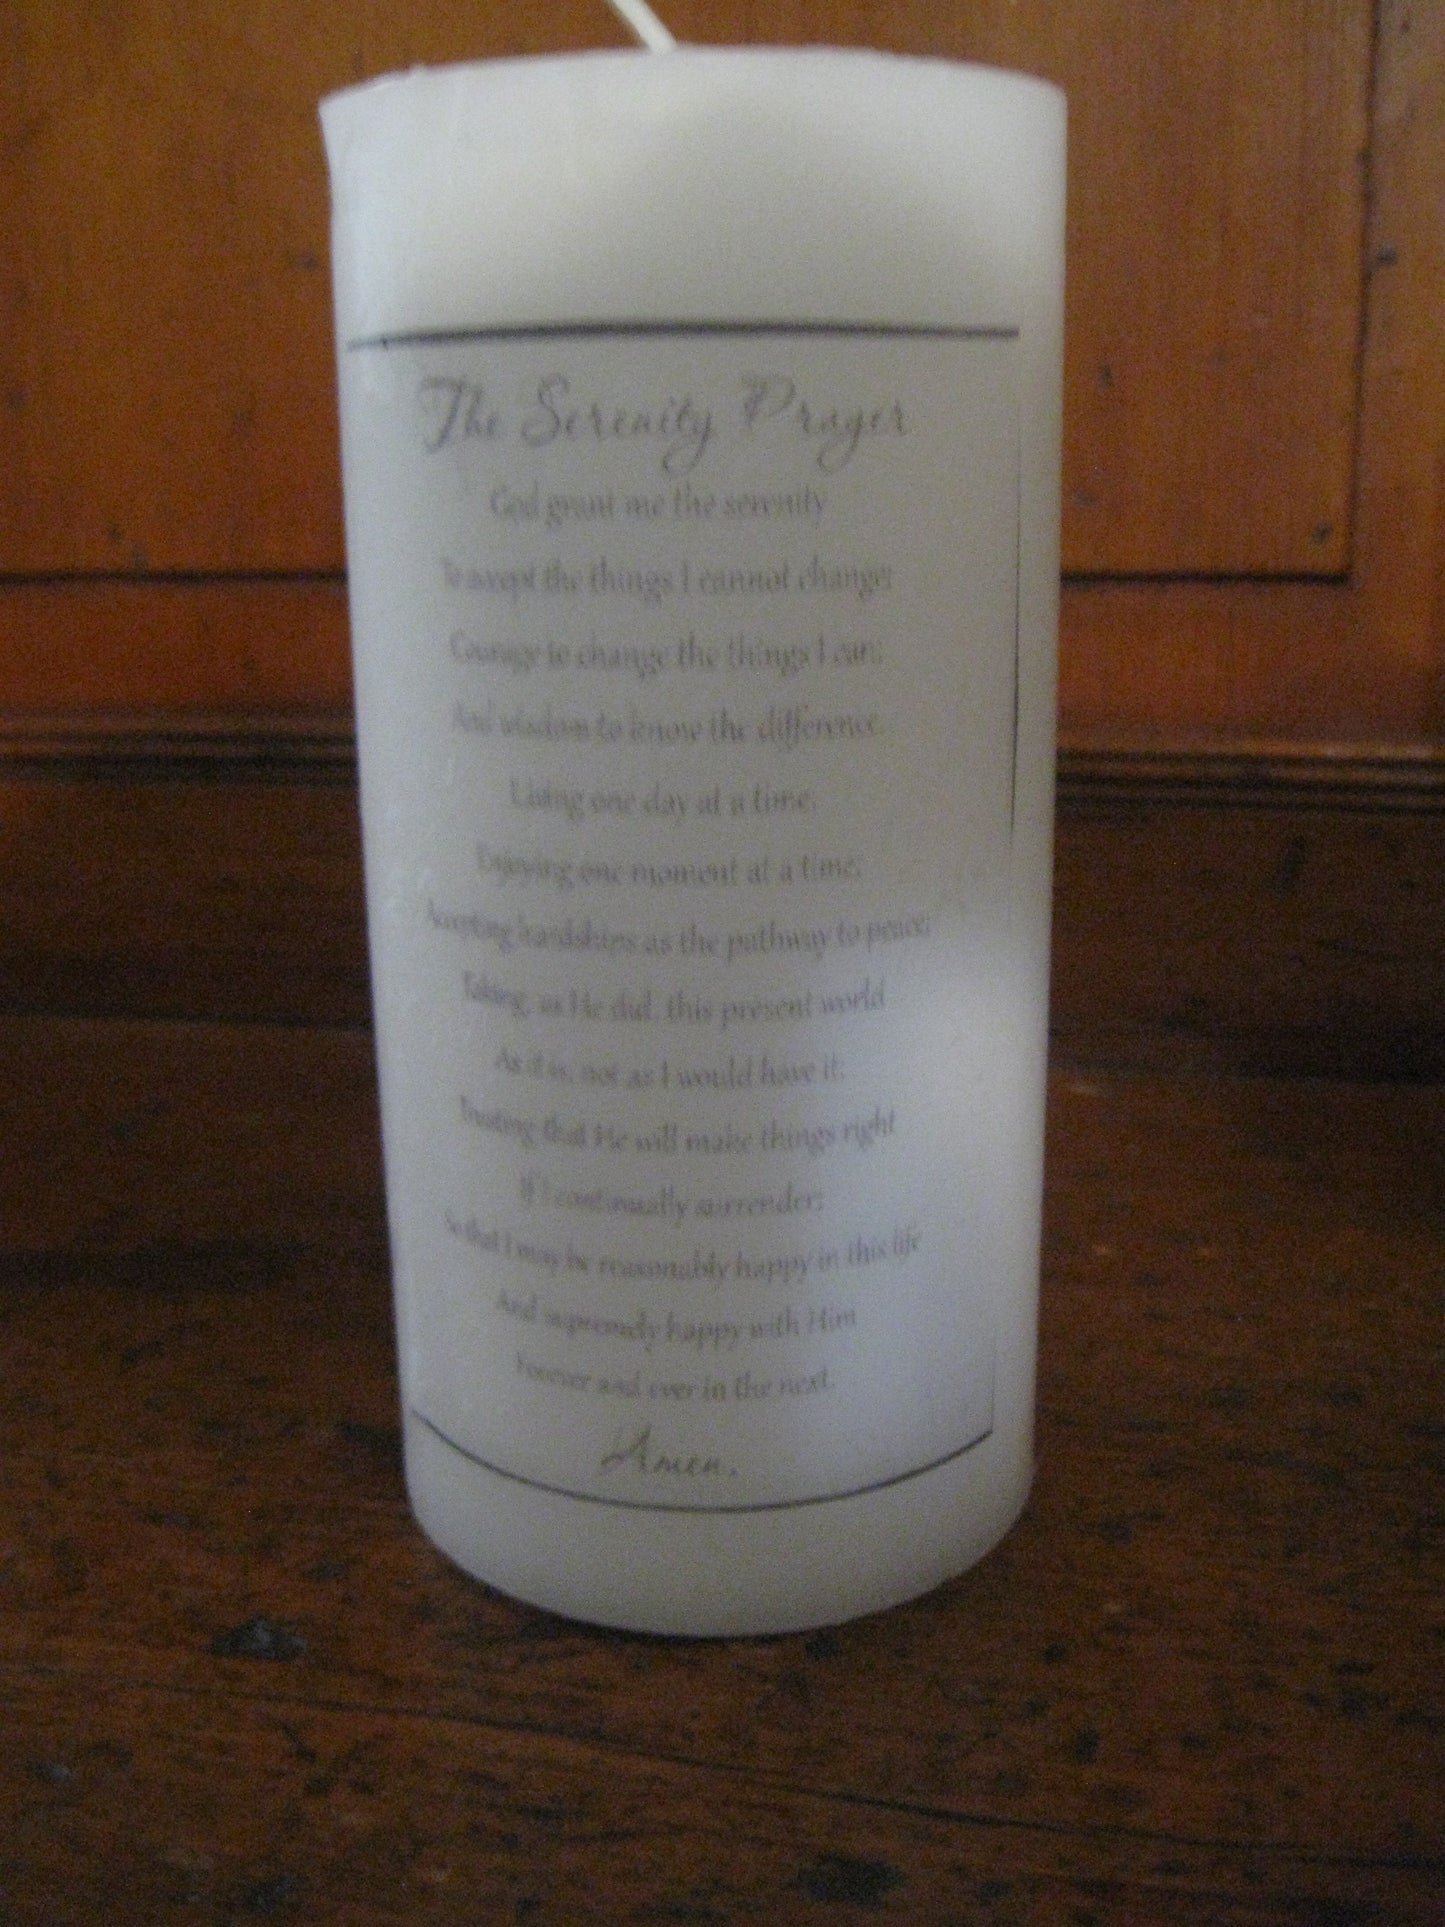 The Serenity Prayer
God grant me the serenity
To accept the things I cannot change;
Courage to change the things I can;
And wisdom to know the difference.
Living one day at a time;
Enjoying one moment at a time;
Accepting hardships as the pathway to peace;
Taking, as He did, this present world
As it is, not as I would have it;
Trusting that He will make things right
If I continually surrender;
So that I may be reasonably happy in this life
And supremely happy with Him
Forever and ever in the next.
Amen.